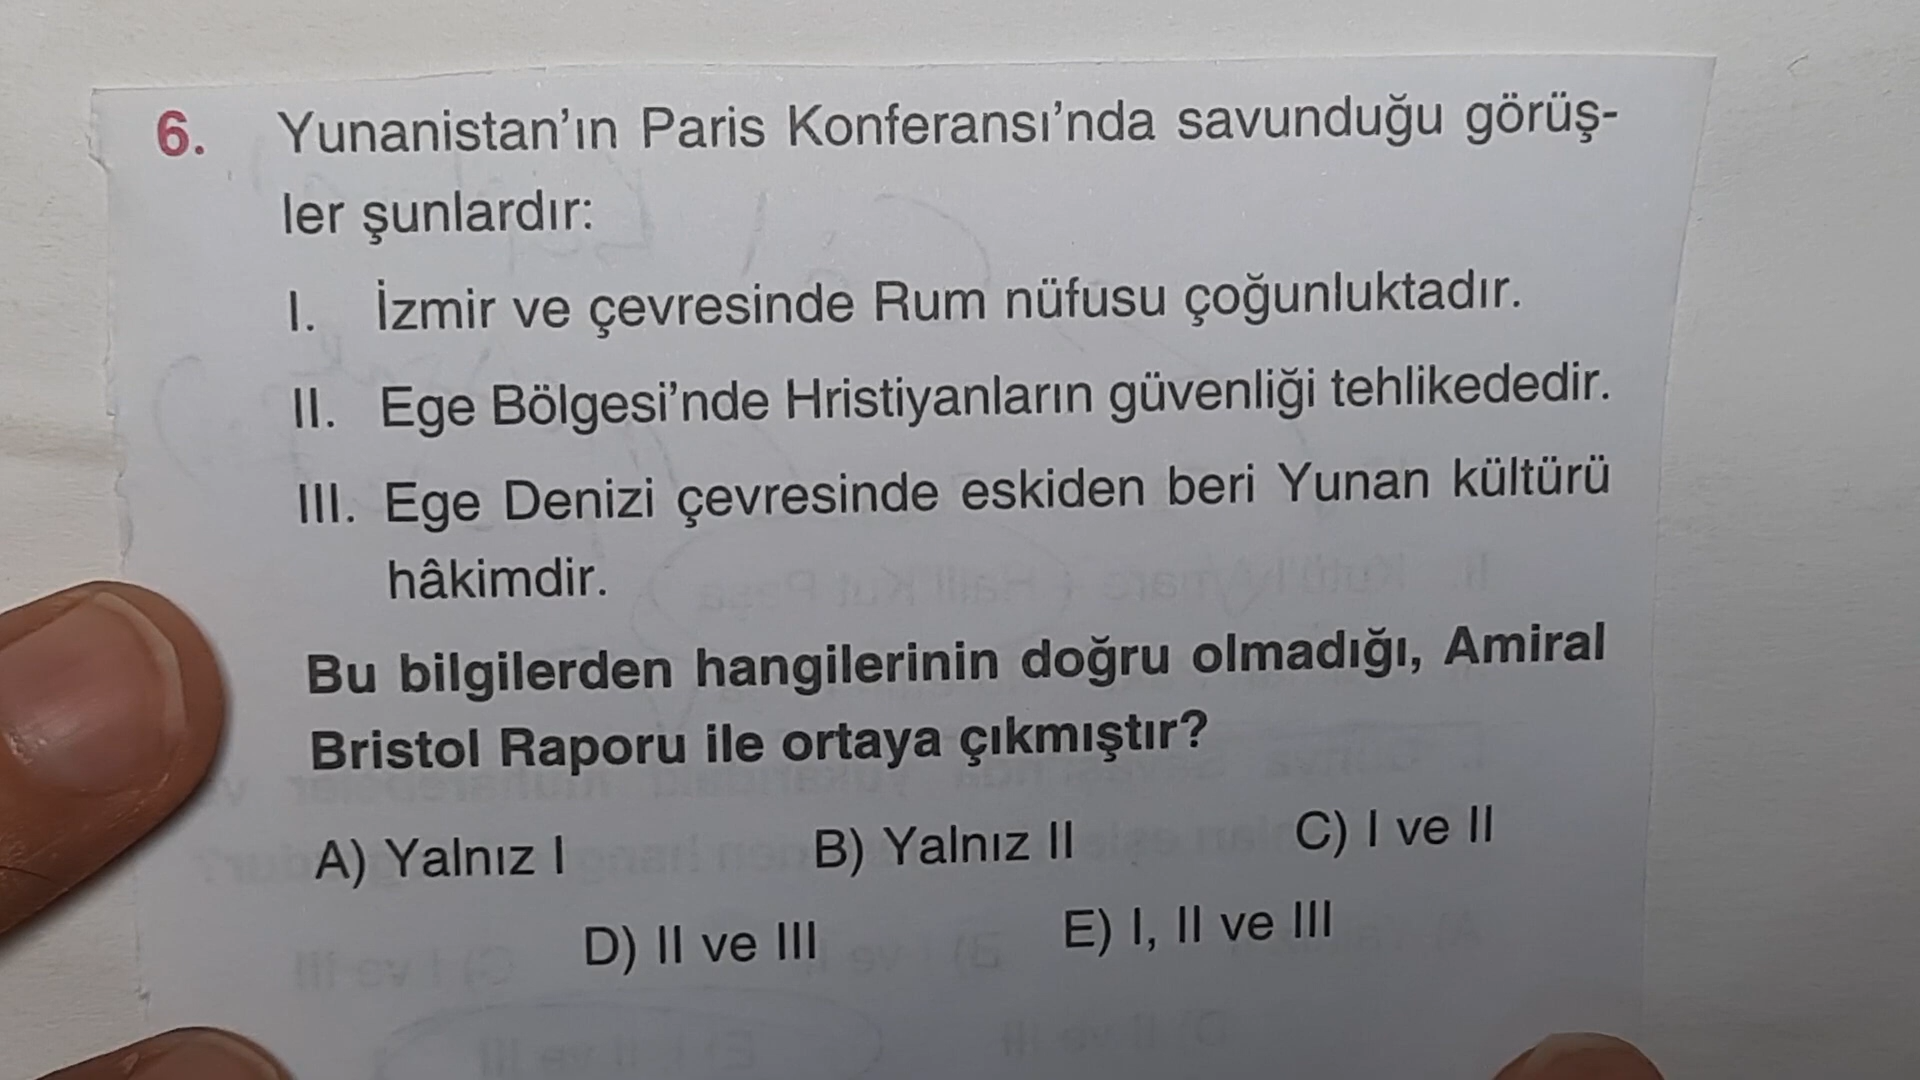 6. Yunanistan'ın Paris Konferansı'nda savunduğu görüş-
ler şunlardır:
I. İzmir ve çevresinde Rum nüfusu çoğunluktadır.
II. Ege Bölgesi'nde Hristiyanların güvenliği tehlikededir.
III. Ege Denizi çevresinde eskiden beri Yunan kültürü
hâkimdir.
Bu bilgilerden hangilerinin doğru olmadığı, Amiral
Bristol Raporu ile ortaya çıkmıştır?
A) Yalnız I B) Yalnız II C) I ve II
D) II ve III E) I, II ve III